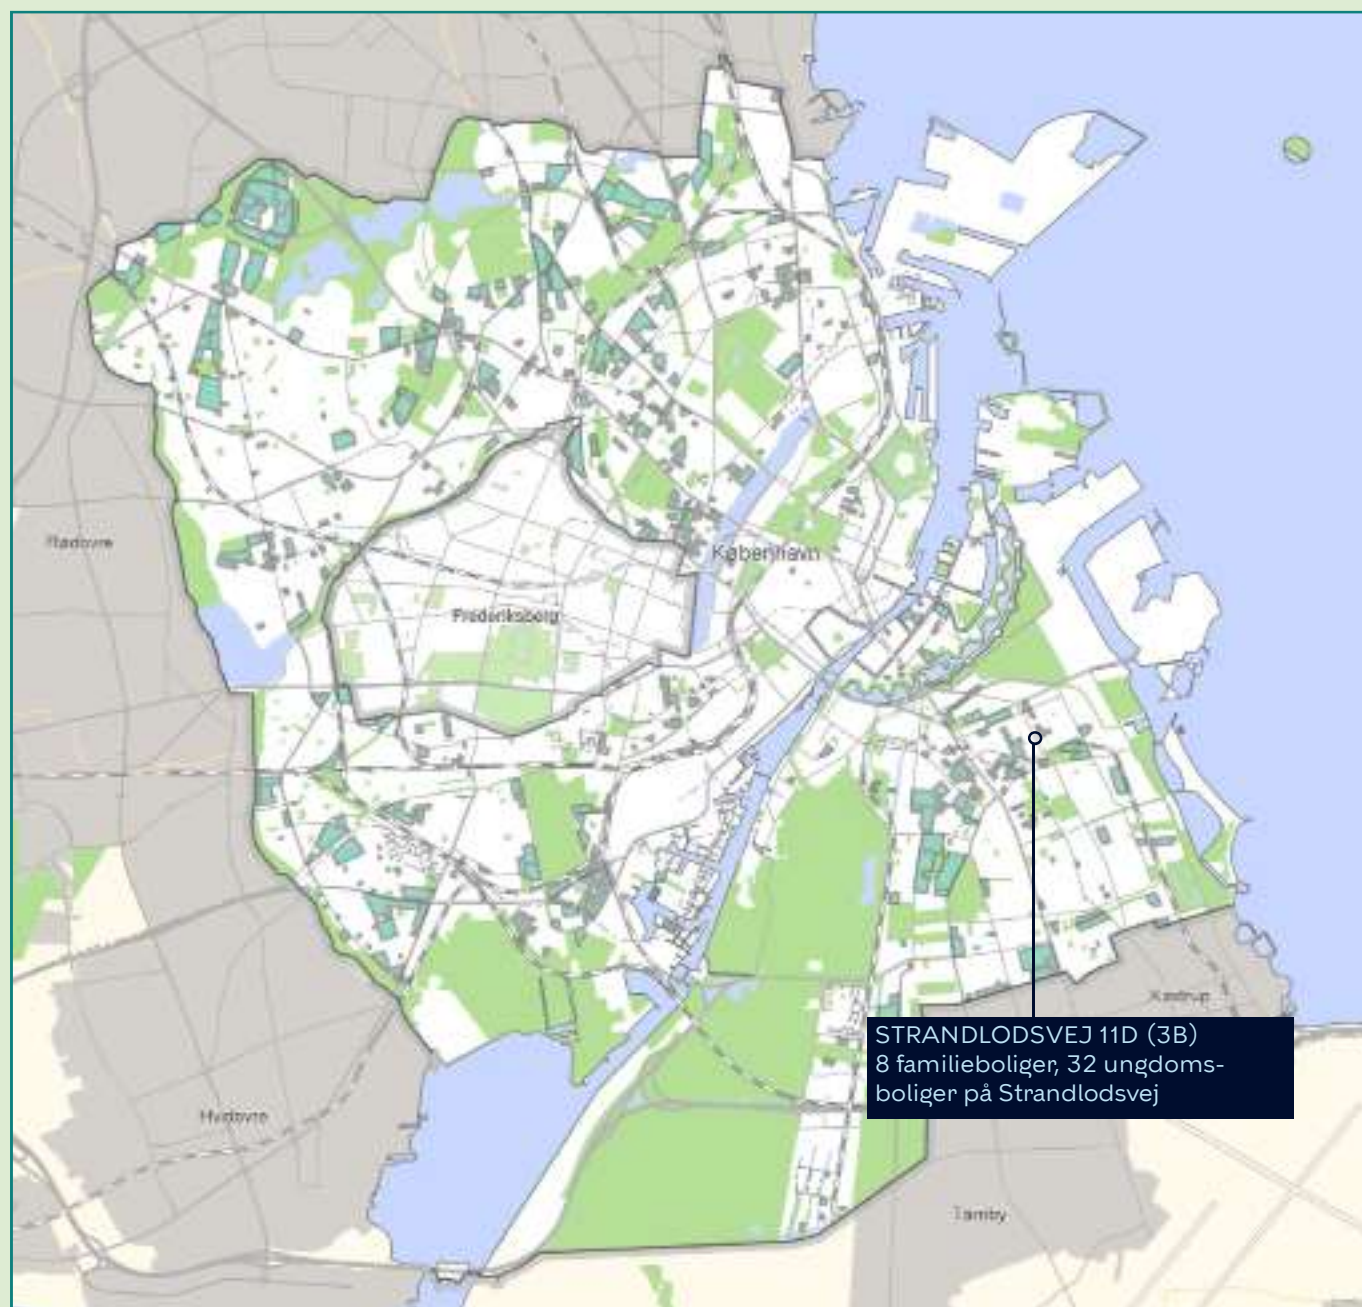 Rødovre
København
Frederiksberg
Kastrup
STRANDLODSVEJ 11D (3B)
8 familieboliger, 32 ungdoms-
boliger på Strandlodsvej
Hvidovre
Tårnby